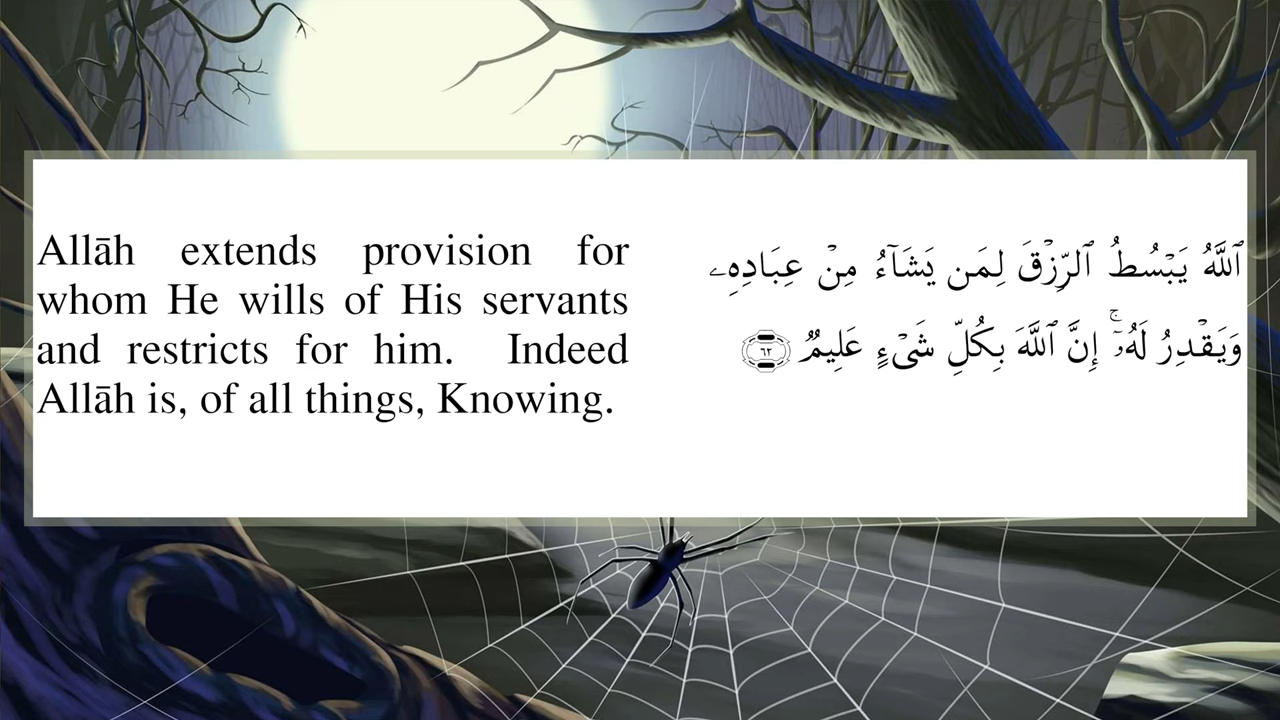 Allāh extends provision for
whom He wills of His servants
and restricts for him. Indeed
Allāh is, of all things, Knowing.
ٱللَّهُ يَبۡسُطُ ٱلرِّزۡقَ لِمَن يَشَآءُ مِنۡ عِبَادِهِۦ
وَيَقۡدِرُ لَهُۥٓۚ إِنَّ ٱللَّهَ بِكُلِّ شَيۡءٍ عَلِيمٞ ٦٢